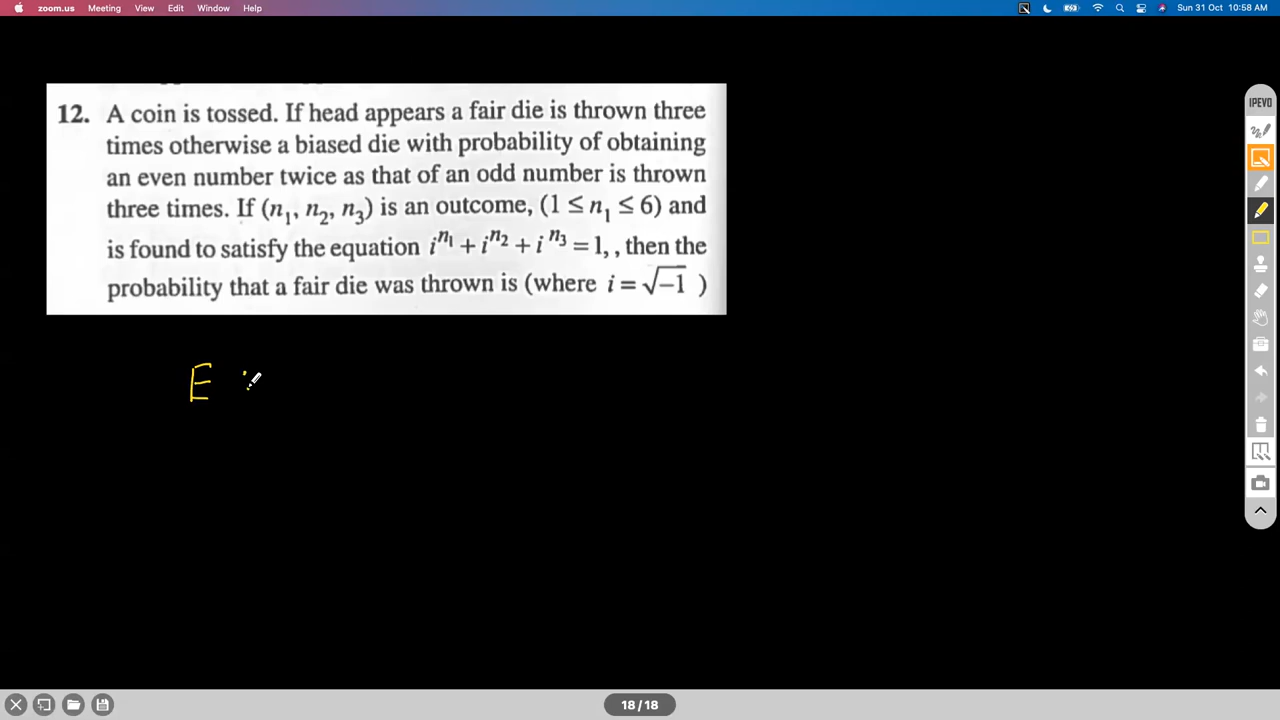 zoom.us Meeting View Edit Window Help Sun 31 Oct 10:58 AM
IPEVO
12. A coin is tossed. If head appears a fair die is thrown three
times otherwise a biased die with probability of obtaining
an even number twice as that of an odd number is thrown
three times. If (n₁, n₂, n₃) is an outcome, (1 ≤ n₁ ≤ 6) and
is found to satisfy the equation i^n₁ + i^n₂ + i^n₃ = 1, , then the
probability that a fair die was thrown is (where i = √−1 )
E :
18/18